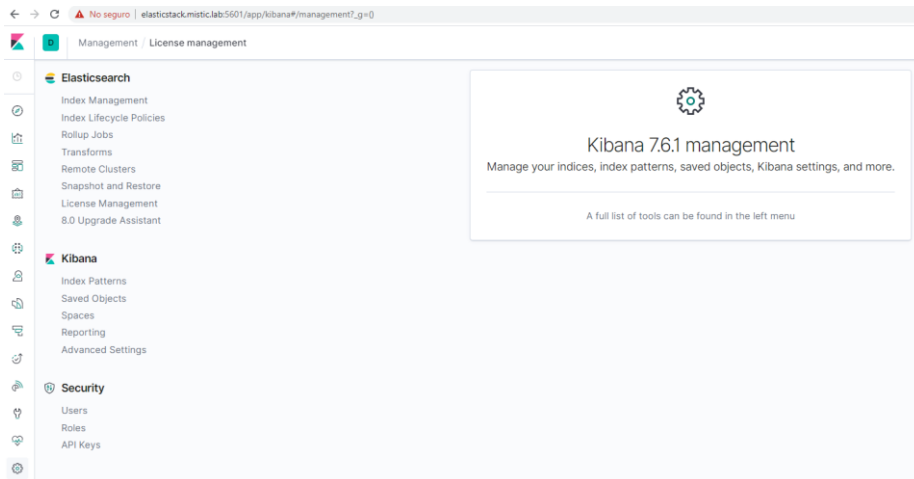 No seguro | elasticstack.mistic.lab:5601/app/kibana#/management?_g=()
D Management / License management
Elasticsearch
Index Management
Index Lifecycle Policies
Rollup Jobs
Transforms
Remote Clusters
Snapshot and Restore
License Management
8.0 Upgrade Assistant
Kibana
Index Patterns
Saved Objects
Spaces
Reporting
Advanced Settings
Security
Users
Roles
API Keys
Kibana 7.6.1 management
Manage your indices, index patterns, saved objects, Kibana settings, and more.
A full list of tools can be found in the left menu